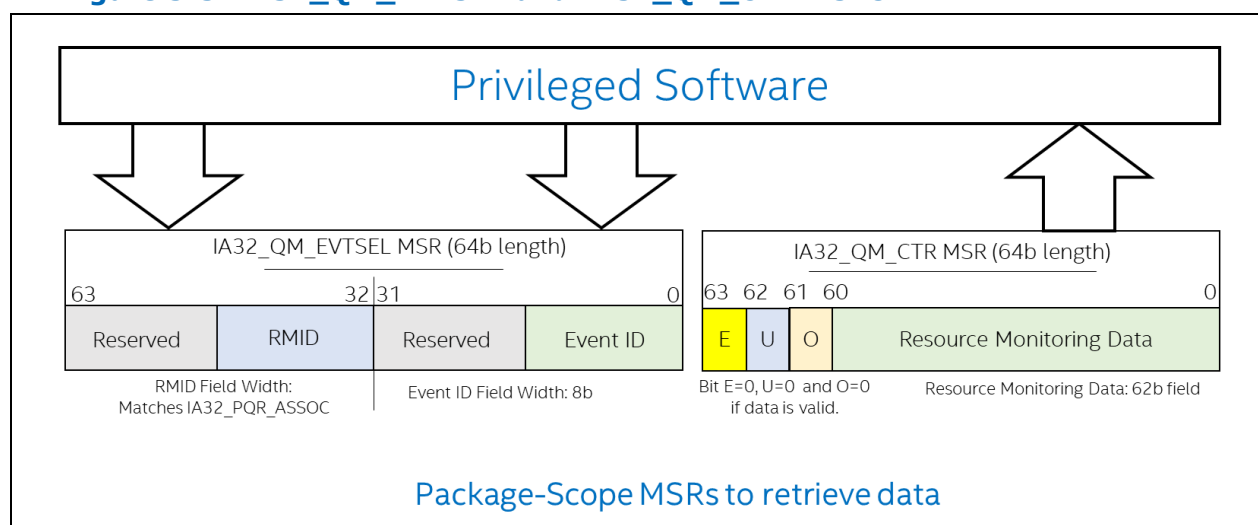 Privileged Software
IA32_QM_EVTSEL MSR (64b length)
63 32 31 0
Reserved RMID Reserved Event ID
RMID Field Width:
Matches IA32_PQR_ASSOC
Event ID Field Width: 8b
IA32_QM_CTR MSR (64b length)
63 62 61 60 0
E U O Resource Monitoring Data
Bit E=0, U=0 and O=0
if data is valid.
Resource Monitoring Data: 62b field
Package-Scope MSRs to retrieve data